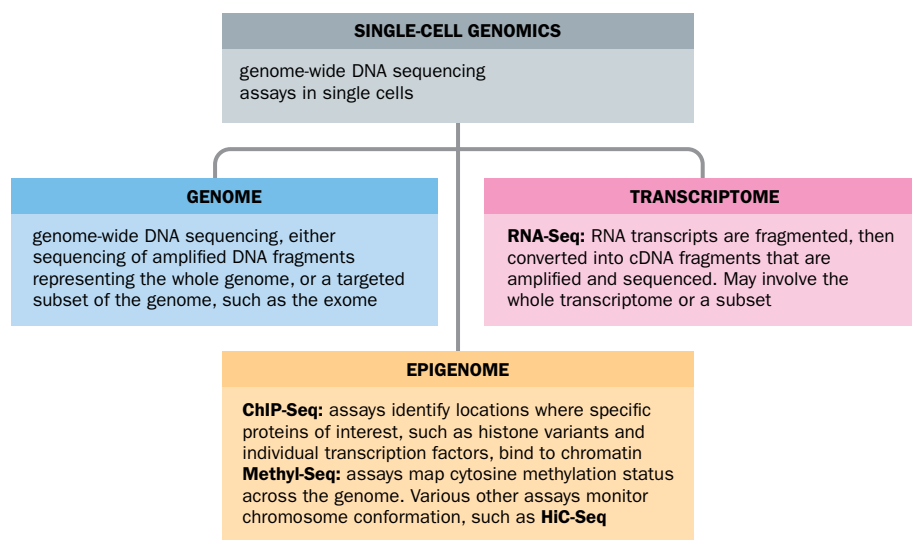 SINGLE-CELL GENOMICS
genome-wide DNA sequencing
assays in single cells
GENOME
genome-wide DNA sequencing, either
sequencing of amplified DNA fragments
representing the whole genome, or a targeted
subset of the genome, such as the exome
TRANSCRIPTOME
RNA-Seq: RNA transcripts are fragmented, then
converted into cDNA fragments that are
amplified and sequenced. May involve the
whole transcriptome or a subset
EPIGENOME
ChIP-Seq: assays identify locations where specific
proteins of interest, such as histone variants and
individual transcription factors, bind to chromatin
Methyl-Seq: assays map cytosine methylation status
across the genome. Various other assays monitor
chromosome conformation, such as HiC-Seq